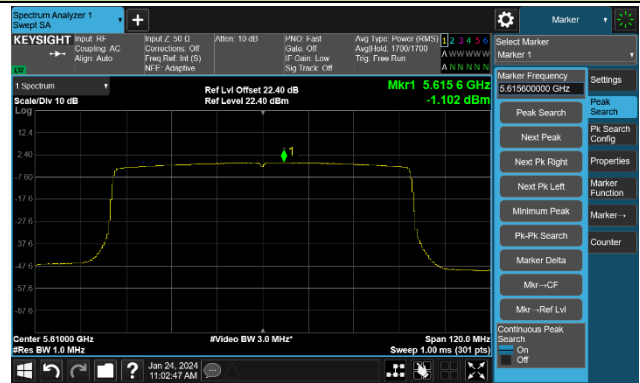 Spectrum Analyzer 1
Swept SA
+
Marker
KEYSIGHT
Input: RF
Coupling: AC
Align: Auto
Input Z: 50 Ω
Corrections: Off
Freq Ref: Int (S)
NFE: Adaptive
Atten: 10 dB
PNO: Fast
Gate: Off
IF Gain: Low
Sig Track: Off
Avg Type: Power (RMS)
Avg|Hold: 1700/1700
Trig: Free Run
1 2 3 4 5 6
A W W W W W
A N N N N N
LM
Select Marker
Marker 1
1 Spectrum
Scale/Div 10 dB
Log
Ref Lvl Offset 22.40 dB
Ref Level 22.40 dBm
Mkr1 5.615 6 GHz
-1.102 dBm
1
12.4
2.40
-7.60
-17.6
-27.6
-37.6
-47.6
-57.6
-67.6
Center 5.61000 GHz
#Res BW 1.0 MHz
#Video BW 3.0 MHz*
Span 120.0 MHz
Sweep 1.00 ms (301 pts)
Marker Frequency
5.615600000 GHz
Peak Search
Next Peak
Next Pk Right
Next Pk Left
Minimum Peak
Pk-Pk Search
Marker Delta
Mkr→CF
Mkr→Ref Lvl
Continuous Peak
Search
On
Off
Settings
Peak
Search
Pk Search
Config
Properties
Marker
Function
Marker→
Counter
?
Jan 24, 2024
11:02:47 AM